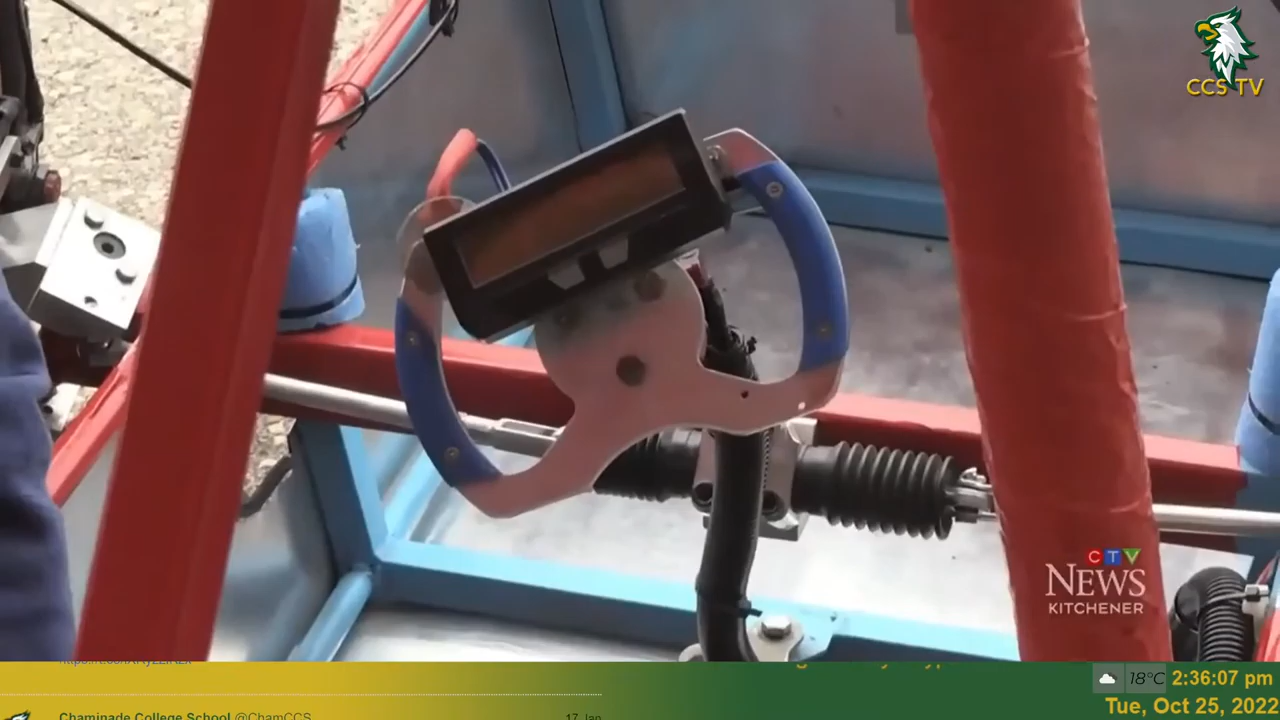 CCS TV
CTV
NEWS
KITCHENER
18°C 2:36:07 pm
Tue, Oct 25, 2022
Chaminade College School @ChamCCS 17 Jan